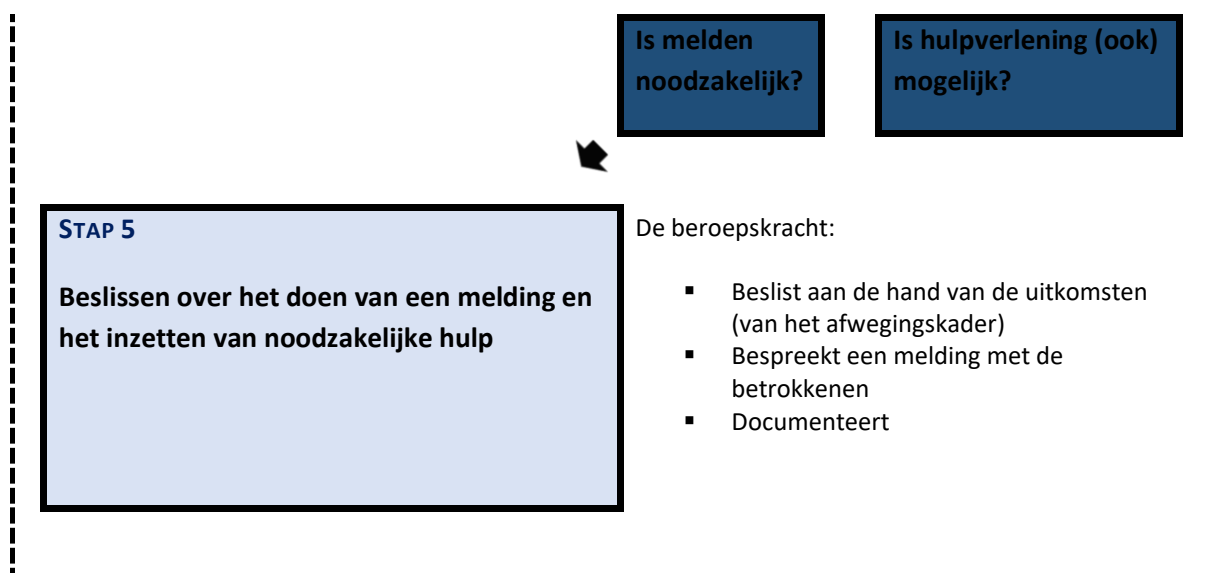 Is melden
noodzakelijk?
Is hulpverlening (ook)
mogelijk?
STAP 5
Beslissen over het doen van een melding en
het inzetten van noodzakelijke hulp
De beroepskracht:
▪ Beslist aan de hand van de uitkomsten
(van het afwegingskader)
▪ Bespreekt een melding met de
betrokkenen
▪ Documenteert